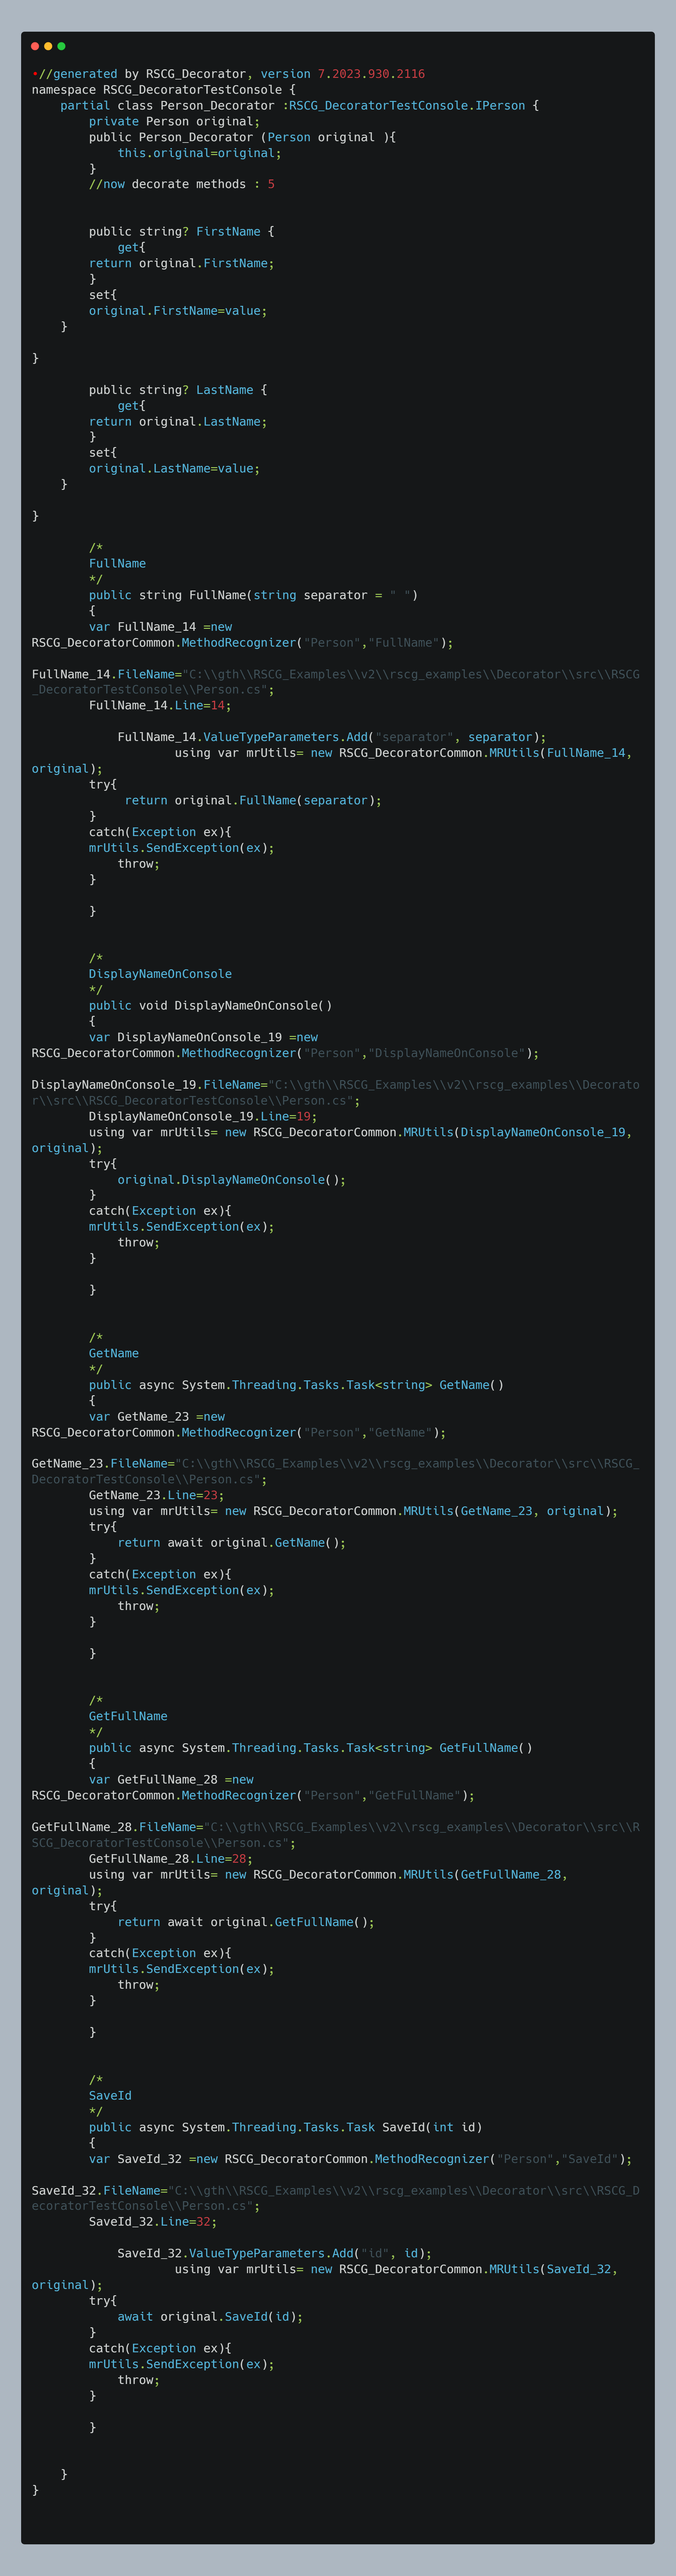 •//generated by RSCG_Decorator, version 7.2023.930.2116
namespace RSCG_DecoratorTestConsole {
    partial class Person_Decorator :RSCG_DecoratorTestConsole.IPerson {
        private Person original;
        public Person_Decorator (Person original ){
            this.original=original;
        }
        //now decorate methods : 5
        public string? FirstName {
            get{
        return original.FirstName;
        }
        set{
        original.FirstName=value;
    }
}
        public string? LastName {
            get{
        return original.LastName;
        }
        set{
        original.LastName=value;
    }
}
        /*
        FullName
        */
        public string FullName(string separator = " ")
        {
        var FullName_14 =new
RSCG_DecoratorCommon.MethodRecognizer("Person","FullName");
FullName_14.FileName="C:\\gth\\RSCG_Examples\\v2\\rscg_examples\\Decorator\\src\\RSCG
_DecoratorTestConsole\\Person.cs";
        FullName_14.Line=14;
            FullName_14.ValueTypeParameters.Add("separator", separator);
                    using var mrUtils= new RSCG_DecoratorCommon.MRUtils(FullName_14,
original);
        try{
             return original.FullName(separator);
        }
        catch(Exception ex){
        mrUtils.SendException(ex);
            throw;
        }
        }
        /*
        DisplayNameOnConsole
        */
        public void DisplayNameOnConsole()
        {
        var DisplayNameOnConsole_19 =new
RSCG_DecoratorCommon.MethodRecognizer("Person","DisplayNameOnConsole");
DisplayNameOnConsole_19.FileName="C:\\gth\\RSCG_Examples\\v2\\rscg_examples\\Decorato
r\\src\\RSCG_DecoratorTestConsole\\Person.cs";
        DisplayNameOnConsole_19.Line=19;
        using var mrUtils= new RSCG_DecoratorCommon.MRUtils(DisplayNameOnConsole_19,
original);
        try{
            original.DisplayNameOnConsole();
        }
        catch(Exception ex){
        mrUtils.SendException(ex);
            throw;
        }
        }
        /*
        GetName
        */
        public async System.Threading.Tasks.Task<string> GetName()
        {
        var GetName_23 =new
RSCG_DecoratorCommon.MethodRecognizer("Person","GetName");
GetName_23.FileName="C:\\gth\\RSCG_Examples\\v2\\rscg_examples\\Decorator\\src\\RSCG_
DecoratorTestConsole\\Person.cs";
        GetName_23.Line=23;
        using var mrUtils= new RSCG_DecoratorCommon.MRUtils(GetName_23, original);
        try{
            return await original.GetName();
        }
        catch(Exception ex){
        mrUtils.SendException(ex);
            throw;
        }
        }
        /*
        GetFullName
        */
        public async System.Threading.Tasks.Task<string> GetFullName()
        {
        var GetFullName_28 =new
RSCG_DecoratorCommon.MethodRecognizer("Person","GetFullName");
GetFullName_28.FileName="C:\\gth\\RSCG_Examples\\v2\\rscg_examples\\Decorator\\src\\R
SCG_DecoratorTestConsole\\Person.cs";
        GetFullName_28.Line=28;
        using var mrUtils= new RSCG_DecoratorCommon.MRUtils(GetFullName_28,
original);
        try{
            return await original.GetFullName();
        }
        catch(Exception ex){
        mrUtils.SendException(ex);
            throw;
        }
        }
        /*
        SaveId
        */
        public async System.Threading.Tasks.Task SaveId(int id)
        {
        var SaveId_32 =new RSCG_DecoratorCommon.MethodRecognizer("Person","SaveId");
SaveId_32.FileName="C:\\gth\\RSCG_Examples\\v2\\rscg_examples\\Decorator\\src\\RSCG_D
ecoratorTestConsole\\Person.cs";
        SaveId_32.Line=32;
            SaveId_32.ValueTypeParameters.Add("id", id);
                    using var mrUtils= new RSCG_DecoratorCommon.MRUtils(SaveId_32,
original);
        try{
            await original.SaveId(id);
        }
        catch(Exception ex){
        mrUtils.SendException(ex);
            throw;
        }
        }
    }
}